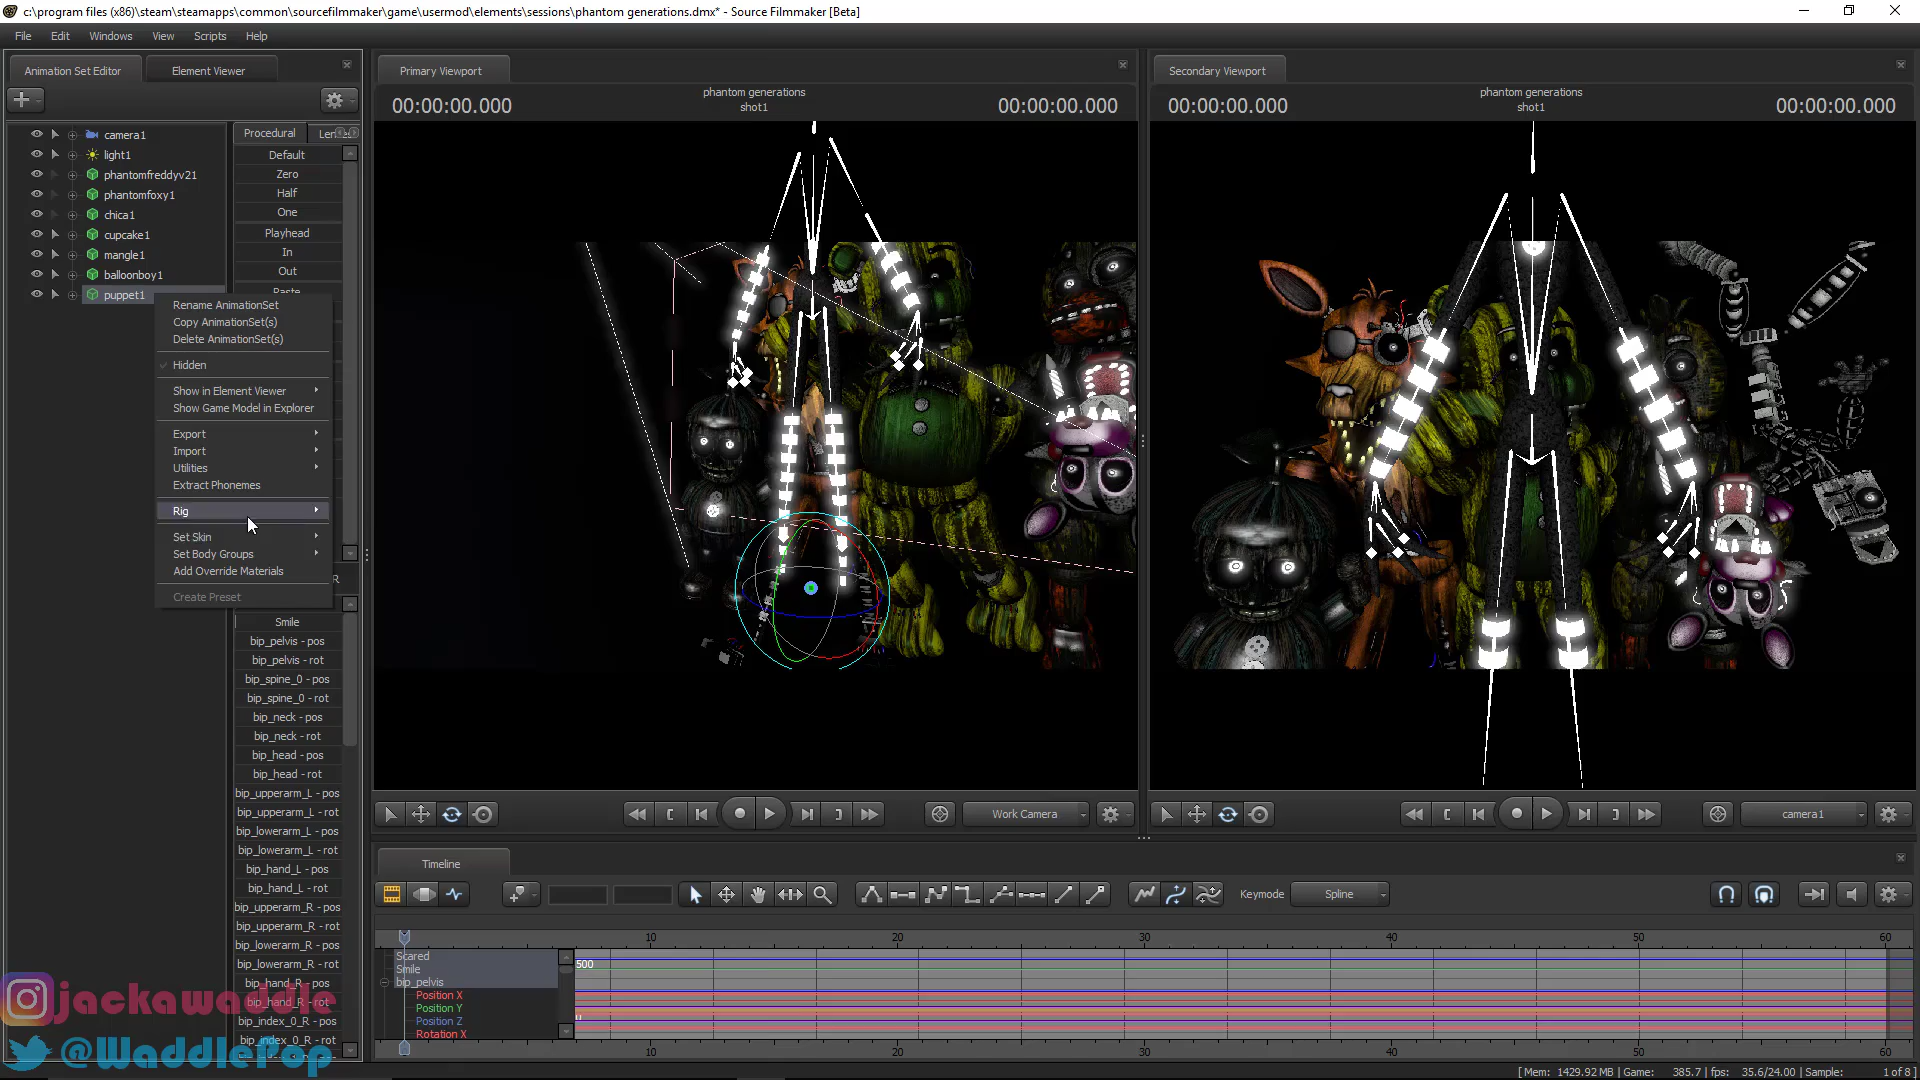 c:\program files (x86)\steam\steamapps\common\sourcefilmmaker\game\usermod\elements\sessions\phantom generations.dmx* - Source Filmmaker [Beta]
File Edit Windows View Scripts Help
Animation Set Editor
Element Viewer
camera1
light1
phantomfreddyv21
phantomfoxy1
chica1
cupcake1
mangle1
balloonboy1
puppet1
Procedural
Default
Zero
Half
One
Playhead
In
Out
Rename AnimationSet
Copy AnimationSet(s)
Delete AnimationSet(s)
Hidden
Show in Element Viewer
Show Game Model in Explorer
Export
Import
Utilities
Extract Phonemes
Rig
Set Skin
Set Body Groups
Add Override Materials
Create Preset
R
Smile
bip_pelvis - pos
bip_pelvis - rot
bip_spine_0 - pos
bip_spine_0 - rot
bip_neck - pos
bip_neck - rot
bip_head - pos
bip_head - rot
bip_upperarm_L - pos
bip_upperarm_L - rot
bip_lowerarm_L - pos
bip_lowerarm_L - rot
bip_hand_L - pos
bip_hand_L - rot
bip_upperarm_R - pos
bip_upperarm_R - rot
bip_lowerarm_R - pos
bip_lowerarm_R - rot
bip_hand_R - pos
bip_hand_R - rot
bip_index_0_R - pos
bip_index_0_R - rot
jackawaddle
@WaddlePop
Primary Viewport
00:00:00.000
phantom generations
shot1
00:00:00.000
Work Camera
Secondary Viewport
00:00:00.000
phantom generations
shot1
00:00:00.000
camera1
Timeline
Keymode
Spline
10 20 30 40 50 60
Scared
Smile
bip_pelvis
Position X
Position Y
Position Z
Rotation X
500
10 20 30 40 50 60
[ Mem: 1429.92 MB | Game: 385.7 | fps: 35.6/24.00 | Sample: 1 of 8 ]